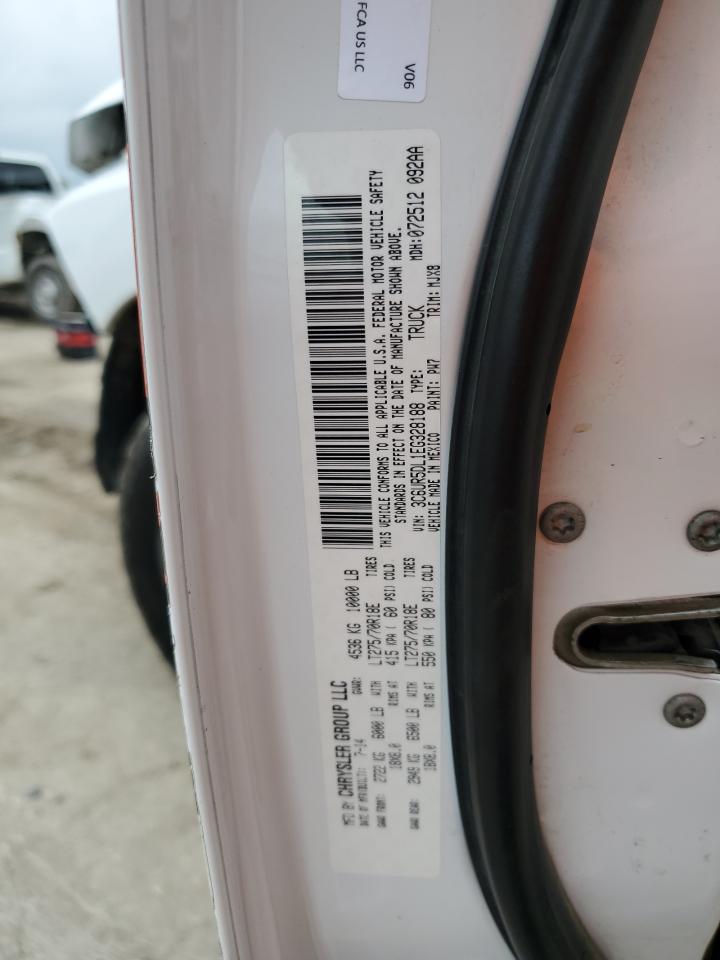 FCA US LLC
V06
MFD BY CHRYSLER GROUP LLC
DATE OF MFR(BUILT): 7-14 GVWR: 4536 KG 10000 LB
GAWR FRONT: 2722 KG 6000 LB WITH LT275/70R18E TIRES
18X8.0 RIMS AT 415 KPA ( 60 PSI) COLD
GAWR REAR: 2949 KG 6500 LB WITH LT275/70R18E TIRES
18X8.0 RIMS AT 550 KPA ( 80 PSI) COLD
THIS VEHICLE CONFORMS TO ALL APPLICABLE U.S.A. FEDERAL MOTOR VEHICLE SAFETY
STANDARDS IN EFFECT ON THE DATE OF MANUFACTURE SHOWN ABOVE.
VIN: 3C6UR5DL1EG328188 TYPE: TRUCK MDH: 072512 092AA
VEHICLE MADE IN MEXICO PAINT: PW7 TRIM: MJX8